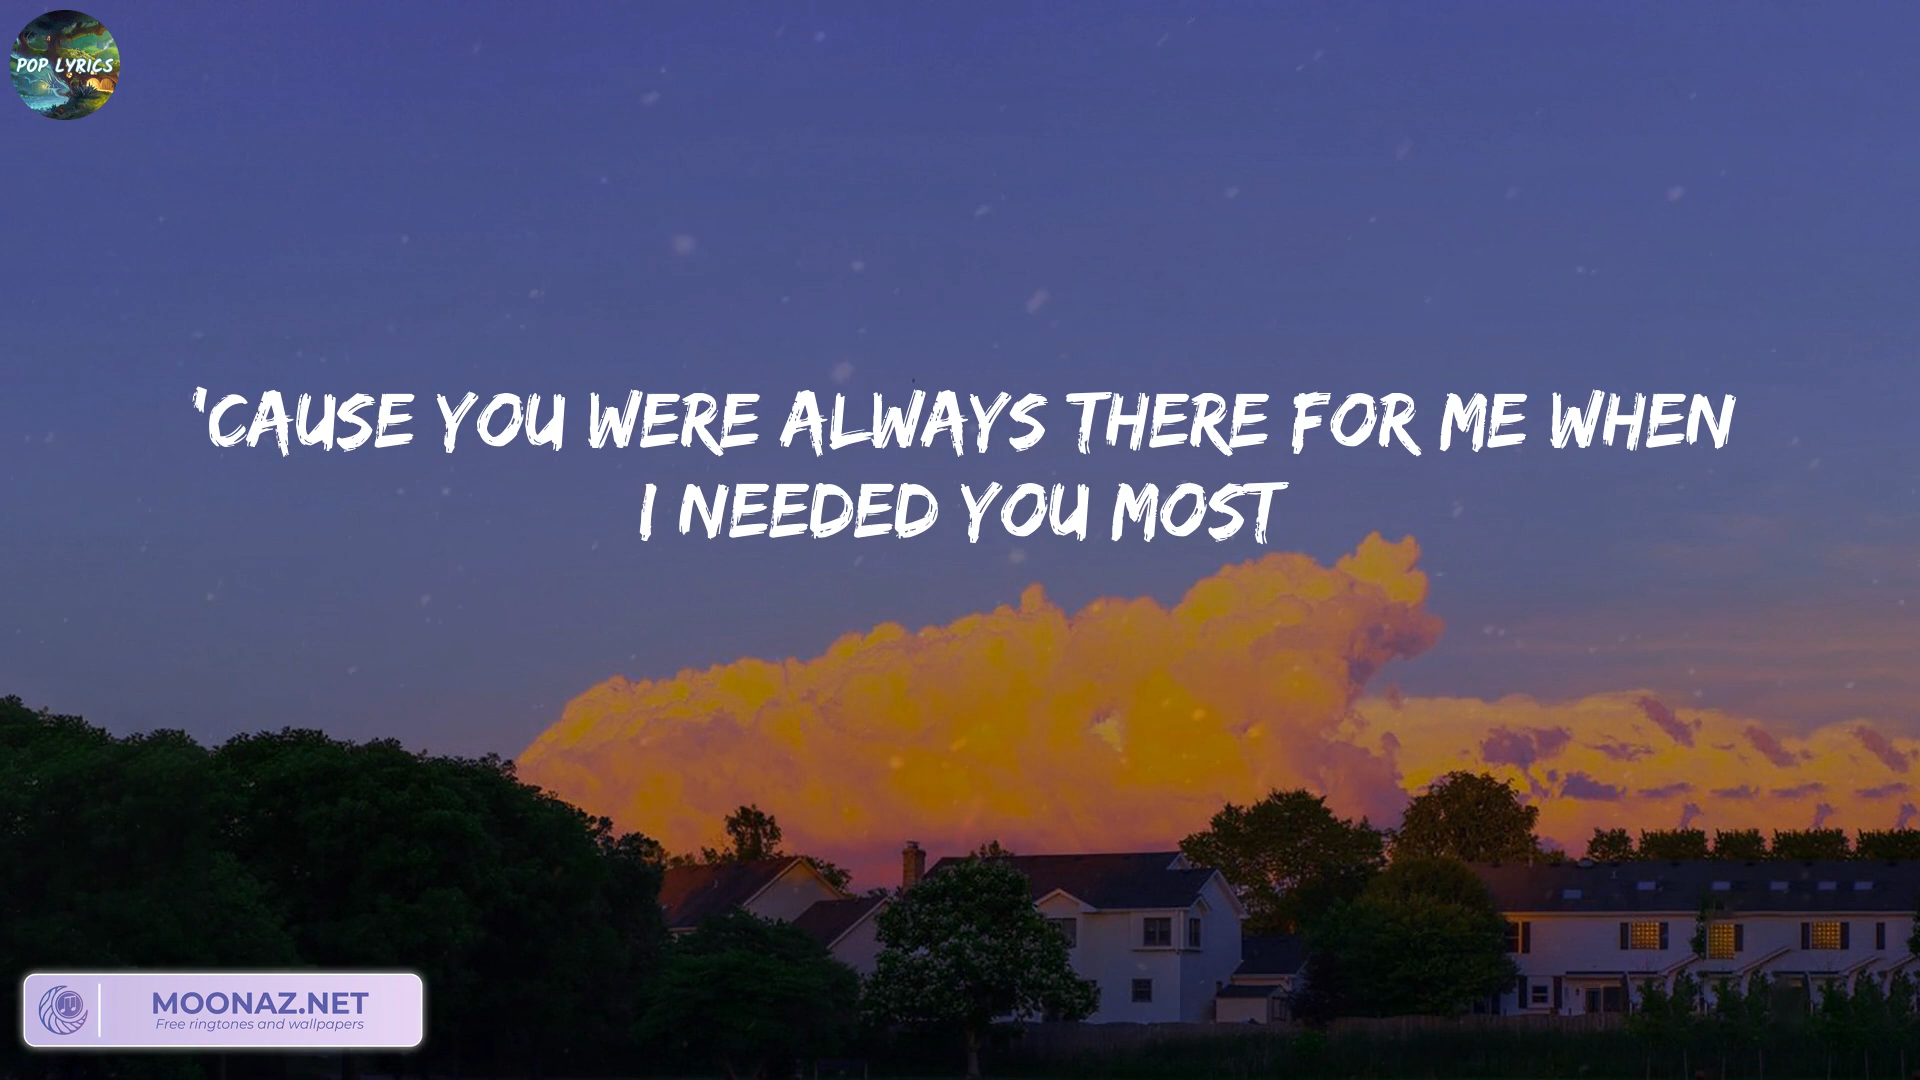 POP LYRICS
'CAUSE YOU WERE ALWAYS THERE FOR ME WHEN
I NEEDED YOU MOST
MOONAZ.NET
Free ringtones and wallpapers